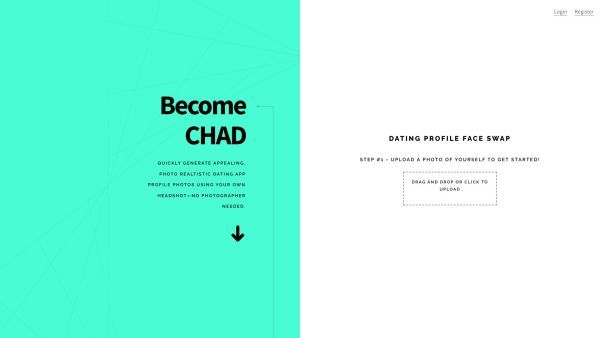 Login Register
Become
CHAD
QUICKLY GENERATE APPEALING,
PHOTO REALTISTIC DATING APP
PROFILE PHOTOS USING YOUR OWN
HEADSHOT—NO PHOTOGRAPHER
NEEDED.
DATING PROFILE FACE SWAP
STEP #1 - UPLOAD A PHOTO OF YOURSELF TO GET STARTED!
DRAG AND DROP OR CLICK TO
UPLOAD